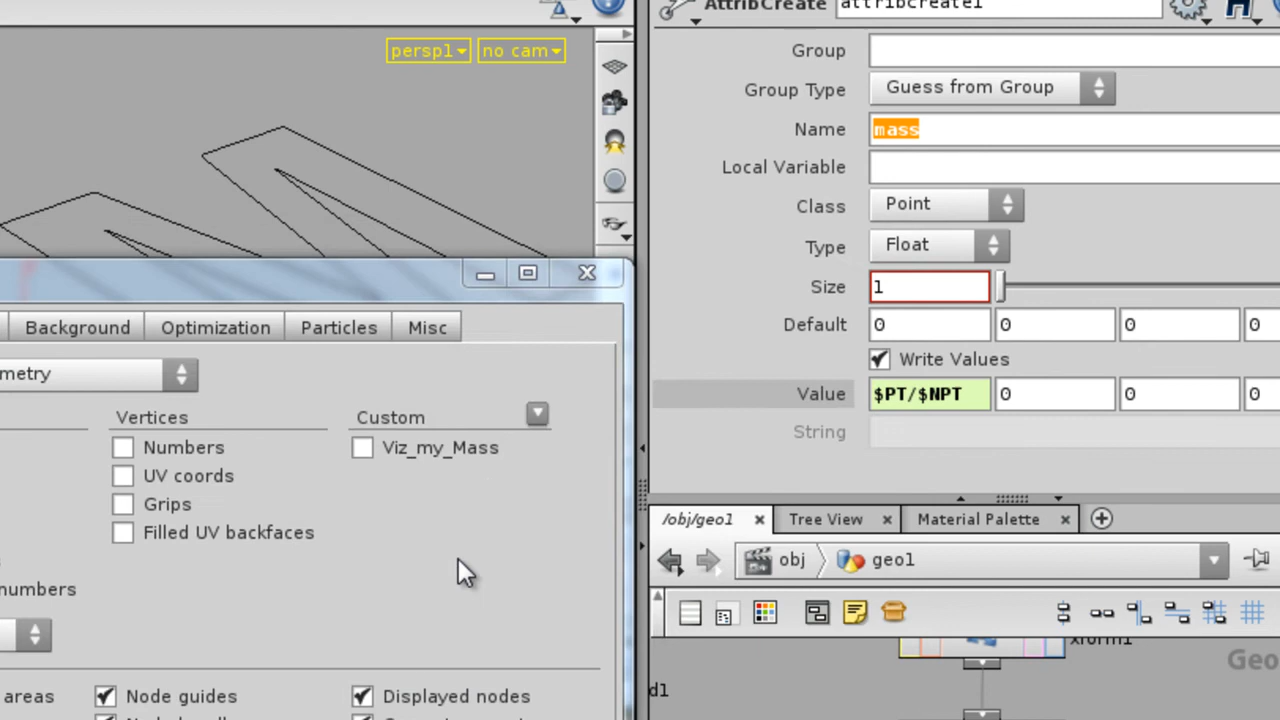 AttribCreate attribcreate1
persp1 no cam
Group
Group Type Guess from Group
Name mass
Local Variable
Class Point
Type Float
Size 1
Default 0 0 0 0
Write Values
Value $PT/$NPT 0 0 0
String
Background Optimization Particles Misc
metry
Vertices Custom
Numbers Viz_my_Mass
UV coords
Grips
Filled UV backfaces
numbers
areas Node guides Displayed nodes
/obj/geo1 Tree View Material Palette
obj geo1
xform1
Geo
d1